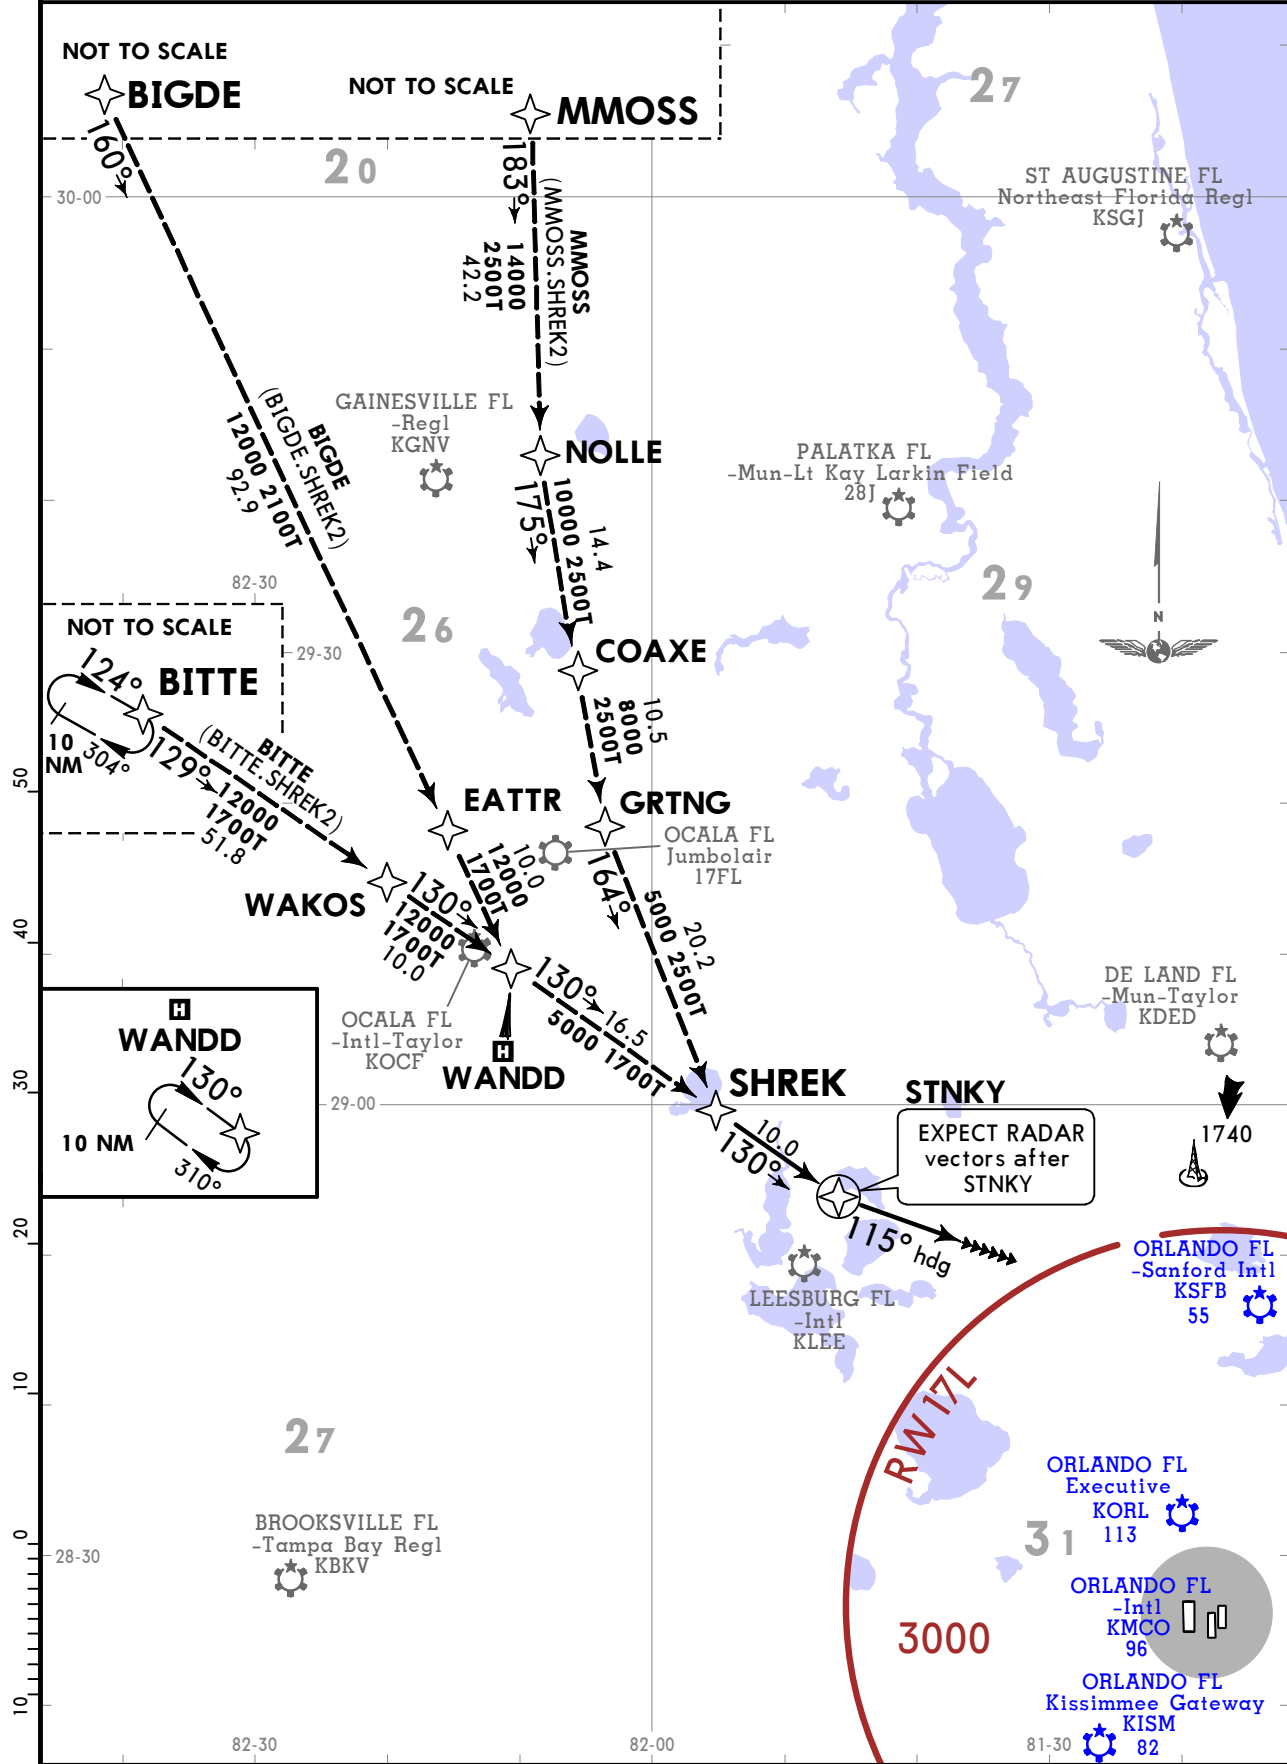 NOT TO SCALE
BIGDE
160°
NOT TO SCALE
MMOSS
183°
MMOSS
(MMOSS.SHREK2)
14000
2500T
42.2
20
27
30-00
ST AUGUSTINE FL
Northeast Florida Regl
KSGJ
BIGDE
(BIGDE.SHREK2)
12000 2100T
92.9
GAINESVILLE FL
-Regl
KGNV
NOLLE
175°
10000 2500T
14.4
PALATKA FL
-Mun-Lt Kay Larkin Field
28J
82-30
26
29
N
NOT TO SCALE
29-30
124°
BITTE
10
NM
304°
129°
BITTE
(BITTE.SHREK2)
12000
1700T
51.8
COAXE
10.5
8000
2500T
EATTR
10.0
12000
1700T
GRTNG
164°
5000 2500T
20.2
OCALA FL
Jumbolair
17FL
WAKOS
130°
12000
1700T
10.0
OCALA FL
-Intl-Taylor
KOCF
H
WANDD
130°
16.5
5000 1700T
H
WANDD
130°
10 NM
310°
29-00
DE LAND FL
-Mun-Taylor
KDED
1740
SHREK
10.0
130°
STNKY
EXPECT RADAR
vectors after
STNKY
115° hdg
LEESBURG FL
-Intl
KLEE
ORLANDO FL
-Sanford Intl
KSFB
55
RW 17L
27
BROOKSVILLE FL
-Tampa Bay Regl
KBKV
28-30
ORLANDO FL
Executive
KORL
113
31
ORLANDO FL
-Intl
KMCO
96
3000
ORLANDO FL
Kissimmee Gateway
KISM
82
82-30
82-00
81-30
50
40
30
20
10
0
10